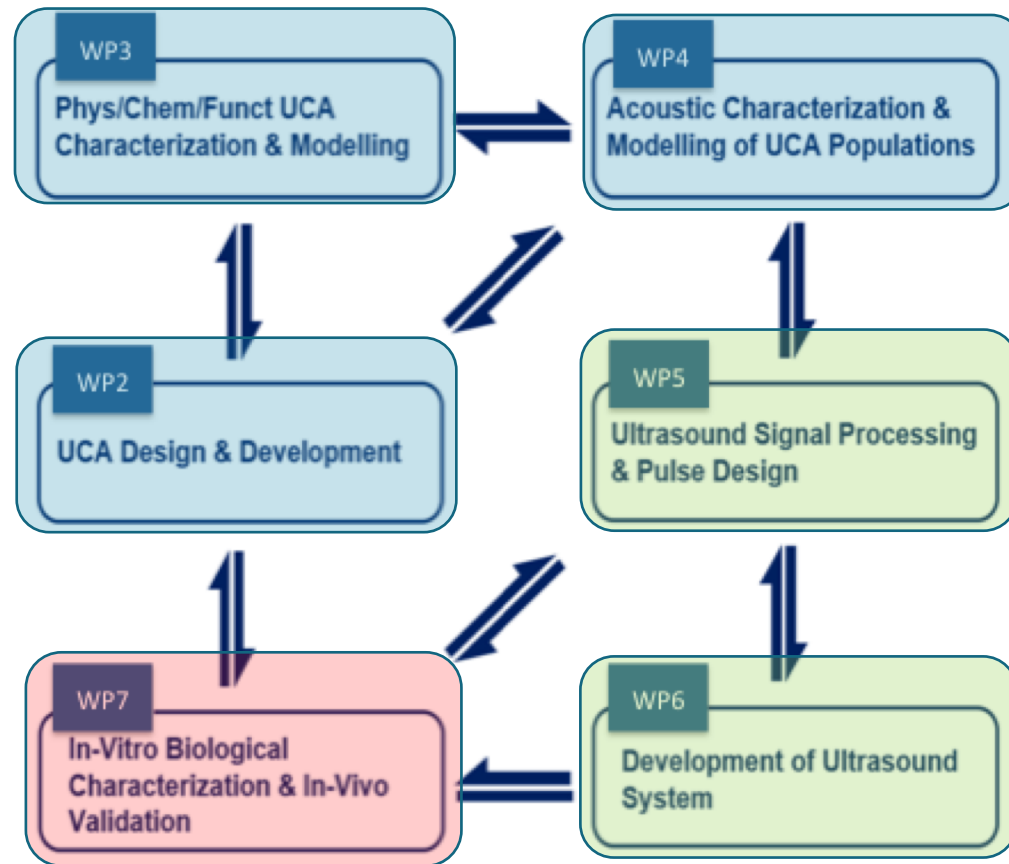 WP3
Phys/Chem/Funct UCA
Characterization & Modelling
WP4
Acoustic Characterization &
Modelling of UCA Populations
WP2
UCA Design & Development
WP5
Ultrasound Signal Processing
& Pulse Design
WP7
In-Vitro Biological
Characterization & In-Vivo
Validation
WP6
Development of Ultrasound
System